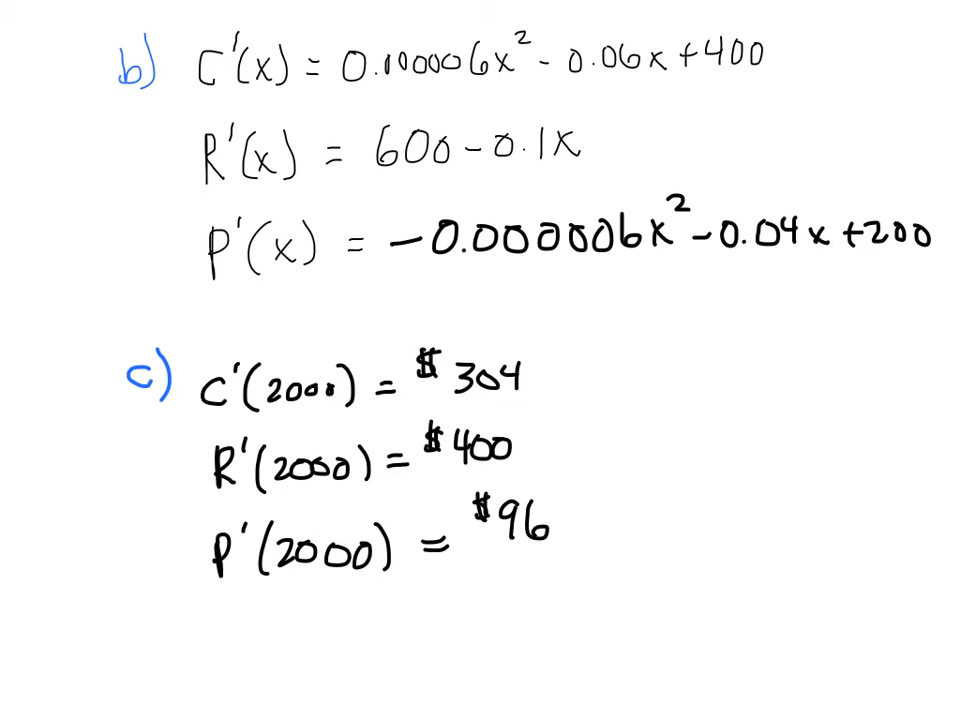 b) C'(x) = 0.000006x² - 0.06x + 400
R'(x) = 600 - 0.1x
P'(x) = -0.000006x² - 0.04x + 200
c) C'(2000) = $304
R'(2000) = $400
P'(2000) = $96